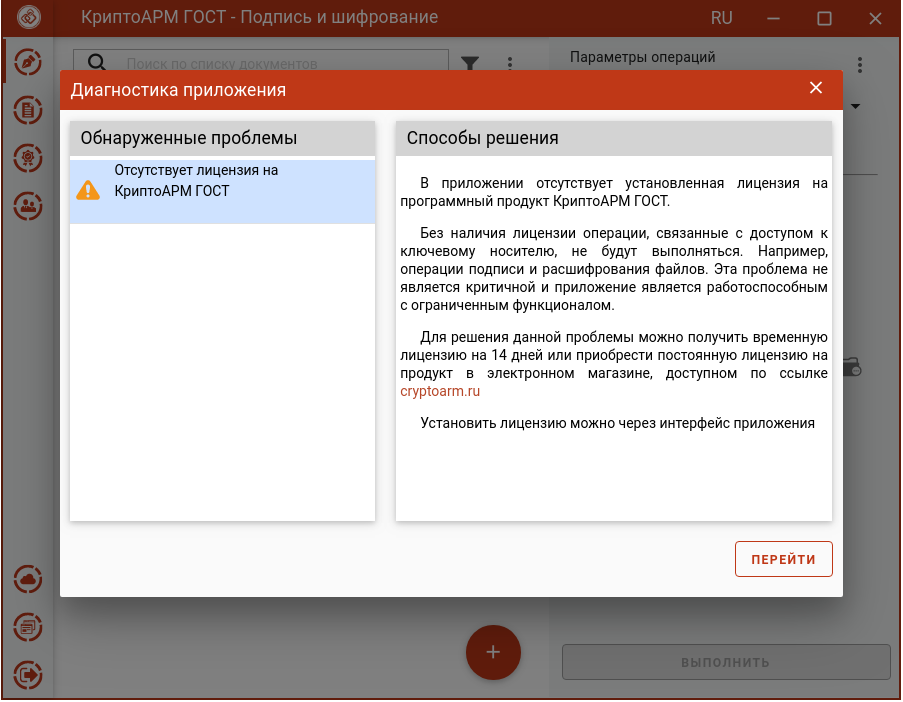 КриптоАРМ ГОСТ - Подпись и шифрование
RU
Поиск по списку документов
Параметры операций
Диагностика приложения
Обнаруженные проблемы
Отсутствует лицензия на
КриптоАРМ ГОСТ
Способы решения
В приложении отсутствует установленная лицензия на
программный продукт КриптоАРМ ГОСТ.
Без наличия лицензии операции, связанные с доступом к
ключевому носителю, не будут выполняться. Например,
операции подписи и расшифрования файлов. Эта проблема не
является критичной и приложение является работоспособным
с ограниченным функционалом.
Для решения данной проблемы можно получить временную
лицензию на 14 дней или приобрести постоянную лицензию на
продукт в электронном магазине, доступном по ссылке
cryptoarm.ru
Установить лицензию можно через интерфейс приложения
ПЕРЕЙТИ
ВЫПОЛНИТЬ